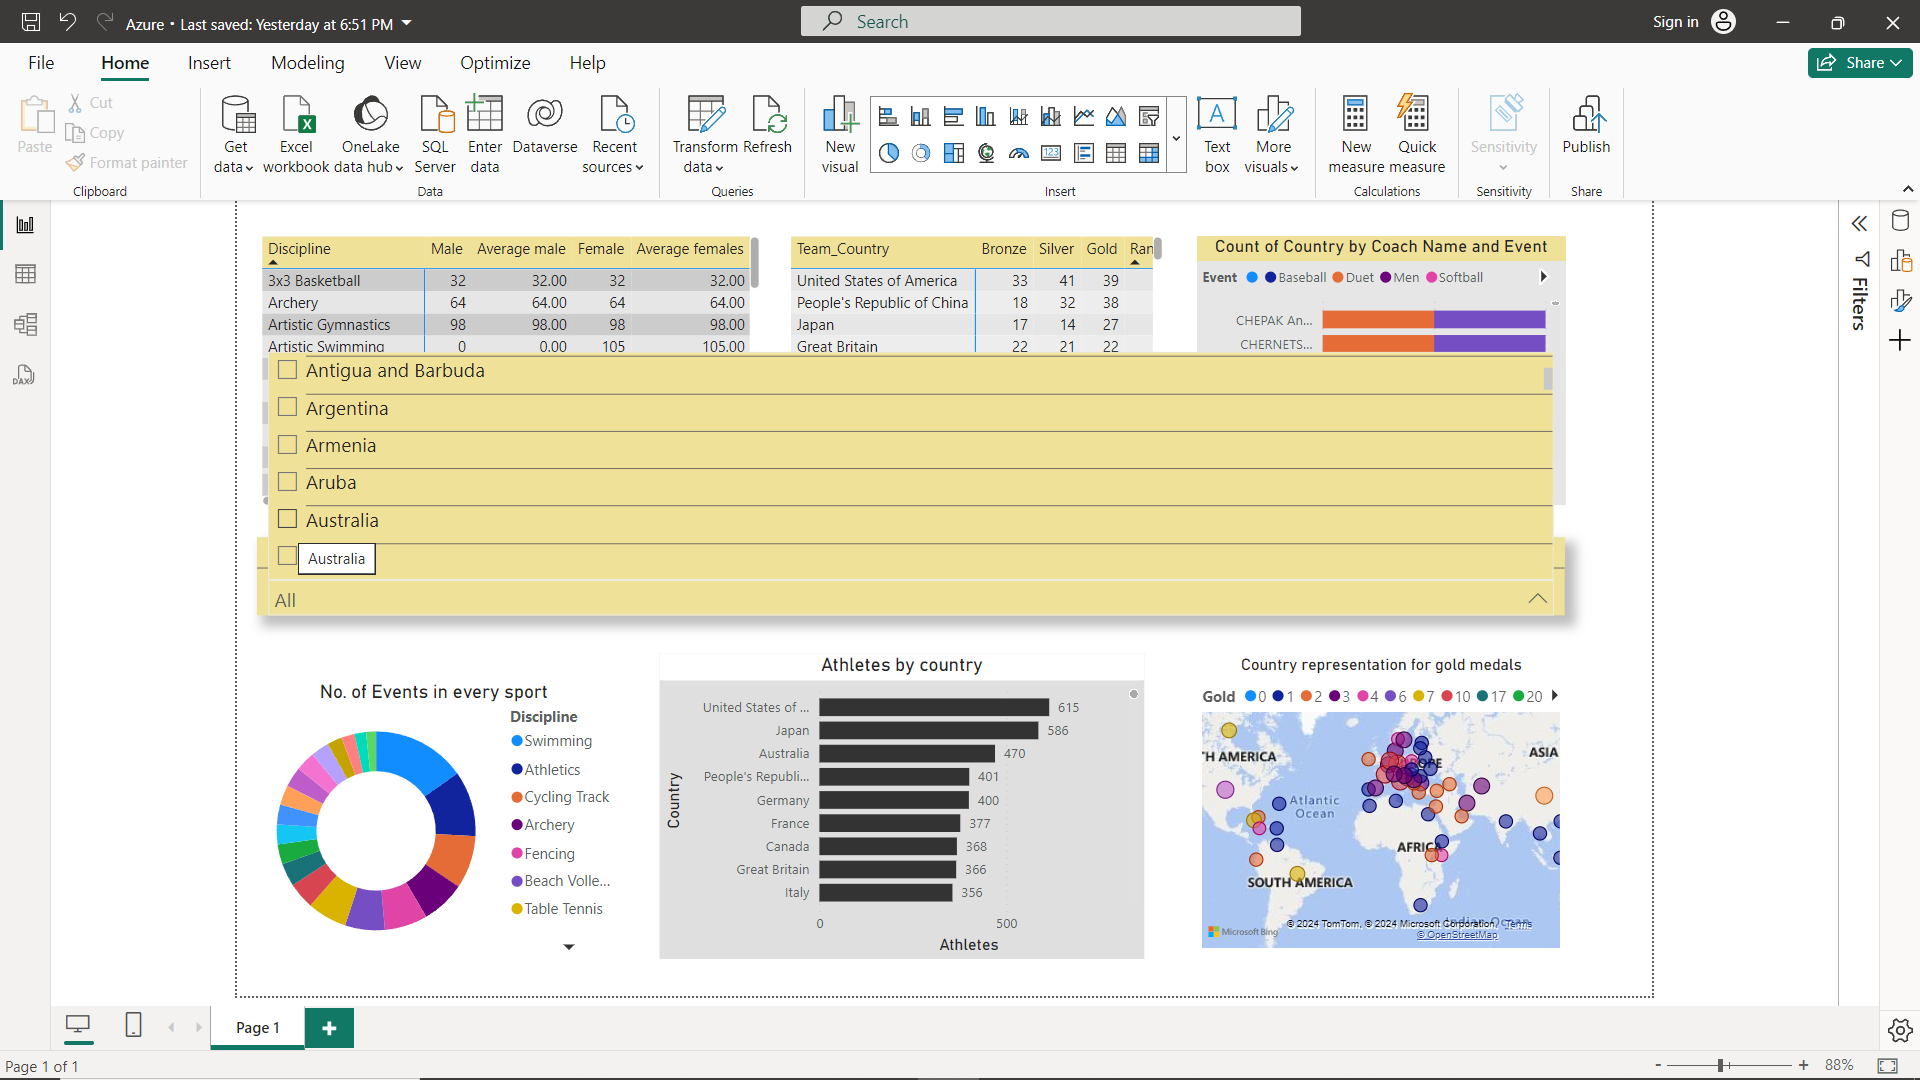 Azure • Last saved: Yesterday at 6:51 PM
Search
Sign in
File Home Insert Modeling View Optimize Help
Share
Paste
Cut
Copy
Format painter
Get data
Excel workbook
OneLake data hub
SQL Server
Enter data
Dataverse
Recent sources
Transform data
Refresh
New visual
123
A
Text box
More visuals
New measure
Quick measure
Sensitivity
Publish
Clipboard
Data
Queries
Insert
Calculations
Sensitivity
Share
DAX
Filters
Discipline Male Average male Female Average females
3x3 Basketball 32 32.00 32 32.00
Archery 64 64.00 64 64.00
Artistic Gymnastics 98 98.00 98 98.00
Artistic Swimming 0 0.00 105 105.00
Team_Country Bronze Silver Gold Ran
United States of America 33 41 39
People's Republic of China 18 32 38
Japan 17 14 27
Great Britain 22 21 22
Count of Country by Coach Name and Event
Event Baseball Duet Men Softball
CHEPAK An...
CHERNETS...
Antigua and Barbuda
Argentina
Armenia
Aruba
Australia
Australia
All
No. of Events in every sport
Discipline
Swimming
Athletics
Cycling Track
Archery
Fencing
Beach Volle...
Table Tennis
Athletes by country
Country
United States of ... 615
Japan 586
Australia 470
People's Republi... 401
Germany 400
France 377
Canada 368
Great Britain 366
Italy 356
0 500
Athletes
Country representation for gold medals
Gold 0 1 2 3 4 6 7 10 17 20
TH AMERICA
OPE
ASIA
Atlantic
Ocean
AFRICA
SOUTH AMERICA
Indian Ocean
Microsoft Bing
© 2024 TomTom, © 2024 Microsoft Corporation, Terms
© OpenStreetMap
Page 1
Page 1 of 1
- + 88%